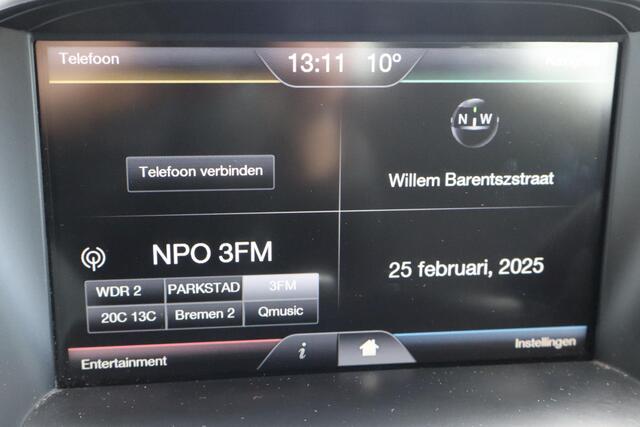 Telefoon
13:11 10°
N W
Telefoon verbinden
Willem Barentszstraat
NPO 3FM
WDR 2 PARKSTAD 3FM
20C 13C Bremen 2 Qmusic
25 februari, 2025
Entertainment
i
Instellingen